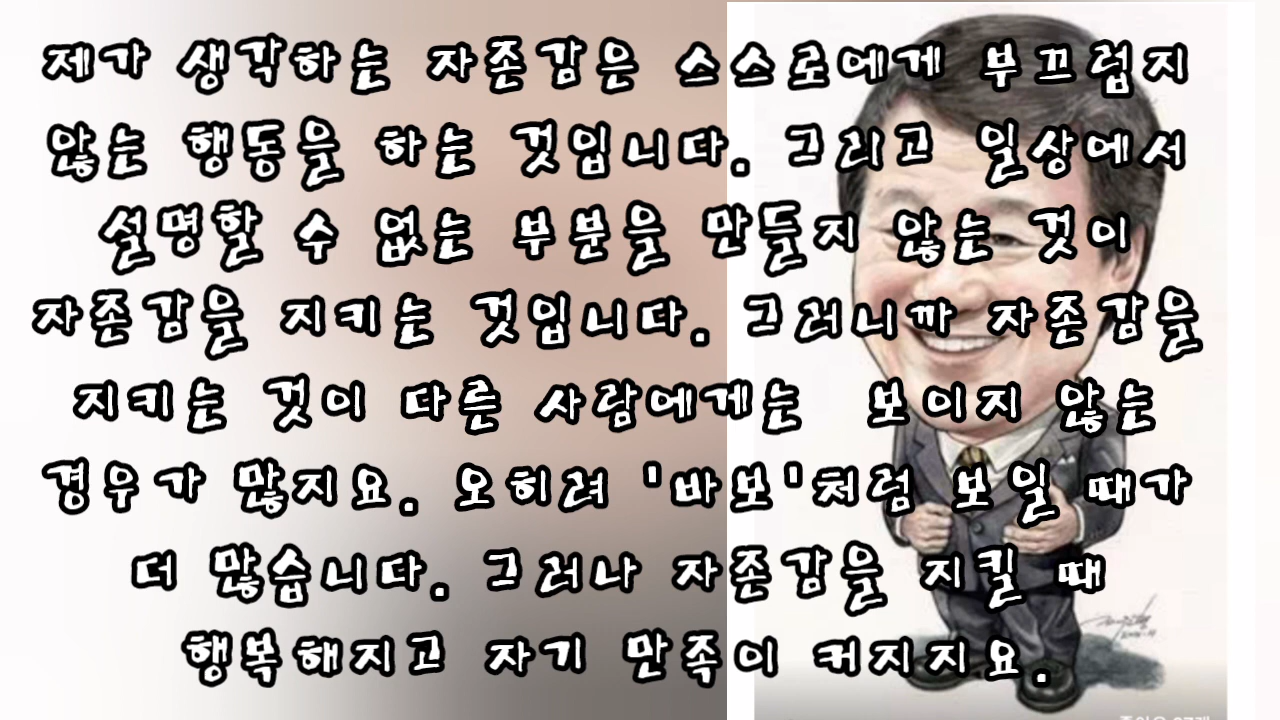 제가 생각하는 자존감은 스스로에게 부끄럽지
않는 행동을 하는 것입니다. 그리고 일상에서
설명할 수 없는 부분을 만들지 않는 것이
자존감을 지키는 것입니다. 그러니까 자존감을
지키는 것이 다른 사람에게는 보이지 않는
경우가 많지요. 오히려 '바보'처럼 보일 때가
더 많습니다. 그러나 자존감을 지킬 때
행복해지고 자기 만족이 커지지요.